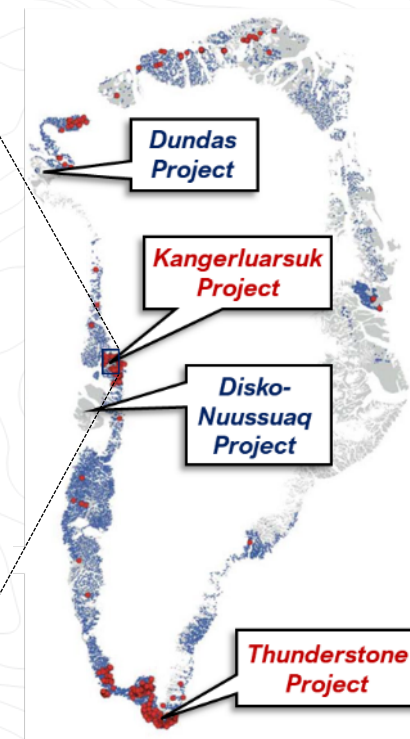 Dundas
Project
Kangerluarsuk
Project
Disko-
Nuussuaq
Project
Thunderstone
Project